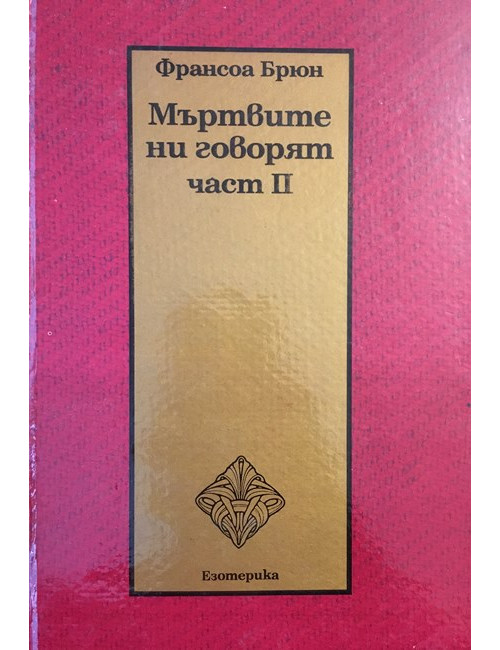 Франсоа Брюн
Мъртвите
ни говорят
част II
Езотерика